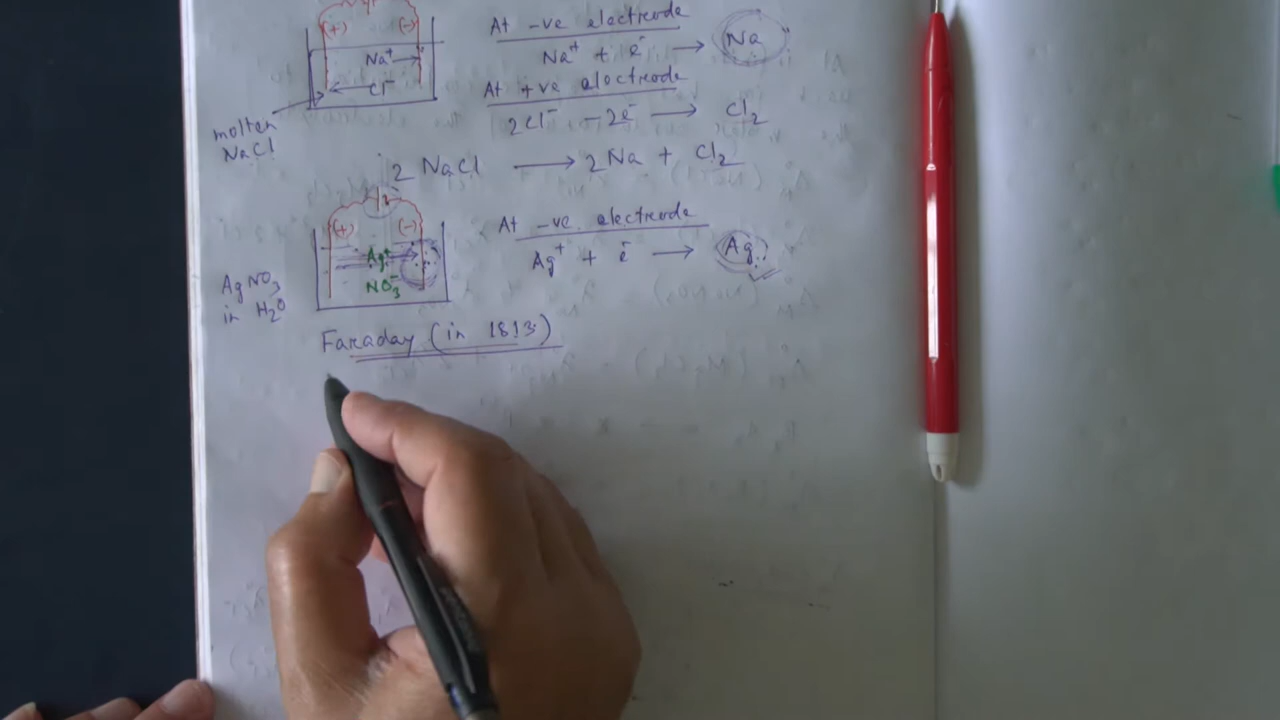 (+) (-)
At -ve electrode
Na⁺ + e⁻ → Na
Na⁺ →
← Cl⁻
At +ve electrode
2Cl⁻ - 2e⁻ → Cl₂
molten
NaCl
2 NaCl → 2 Na + Cl₂
(+) (-)
At -ve electrode
Ag⁺ + e⁻ → Ag
Ag⁺
NO₃⁻
AgNO₃
in H₂O
Faraday (in 1813)